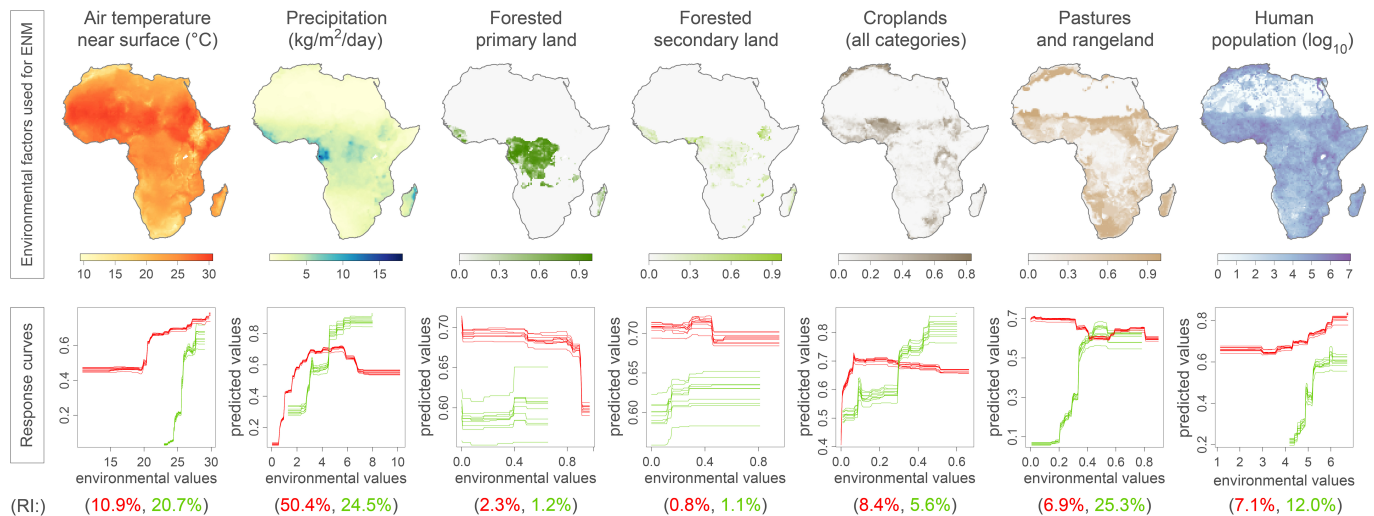 Environmental factors used for ENM
Air temperature
near surface (°C)
Precipitation
(kg/m²/day)
Forested
primary land
Forested
secondary land
Croplands
(all categories)
Pastures
and rangeland
Human
population (log₁₀)
10 15 20 25 30
5 10 15
0.0 0.3 0.6 0.9
0.0 0.3 0.6 0.9
0.0 0.2 0.4 0.6 0.8
0.0 0.3 0.6 0.9
0 1 2 3 4 5 6 7
Response curves
0.6
0.4
0.2
10 15 20 25 30
environmental values
predicted values
0.8
0.6
0.4
0.2
0 2 4 6 8 10
environmental values
predicted values
0.70
0.65
0.60
0.0 0.4 0.8
environmental values
predicted values
0.70
0.65
0.60
0.0 0.2 0.4 0.6 0.8
environmental values
predicted values
0.8
0.7
0.6
0.5
0.4
0.0 0.2 0.4 0.6
environmental values
predicted values
0.7
0.5
0.3
0.1
0.0 0.2 0.4 0.6 0.8
environmental values
predicted values
0.8
0.6
0.4
0.2
1 2 3 4 5 6
environmental values
(RI:) (10.9%, 20.7%) (50.4%, 24.5%) (2.3%, 1.2%) (0.8%, 1.1%) (8.4%, 5.6%) (6.9%, 25.3%) (7.1%, 12.0%)